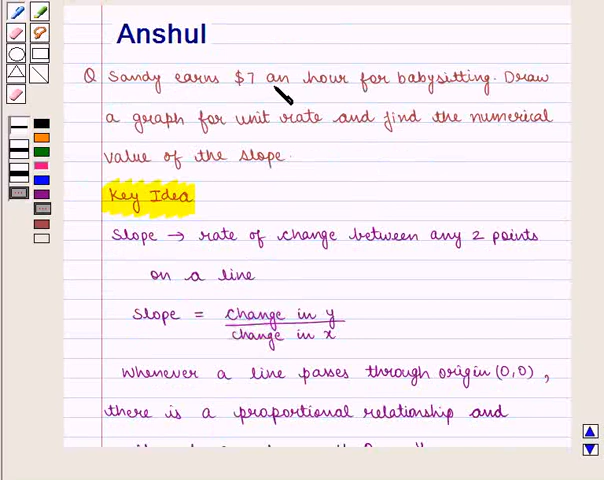 Anshul
Q Sandy earns $7 an hour for babysitting. Draw
a graph for unit rate and find the numerical
value of the slope.
Key Idea
Slope → rate of change between any 2 points
on a line
Slope = change in y
change in x
Whenever a line passes through origin (0,0),
there is a proportional relationship and